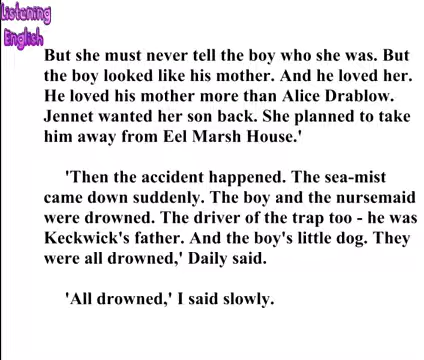 Listening
English
But she must never tell the boy who she was. But
the boy looked like his mother. And he loved her.
He loved his mother more than Alice Drablow.
Jennet wanted her son back. She planned to take
him away from Eel Marsh House.'
'Then the accident happened. The sea-mist
came down suddenly. The boy and the nursemaid
were drowned. The driver of the trap too - he was
Keckwick's father. And the boy's little dog. They
were all drowned,' Daily said.
'All drowned,' I said slowly.